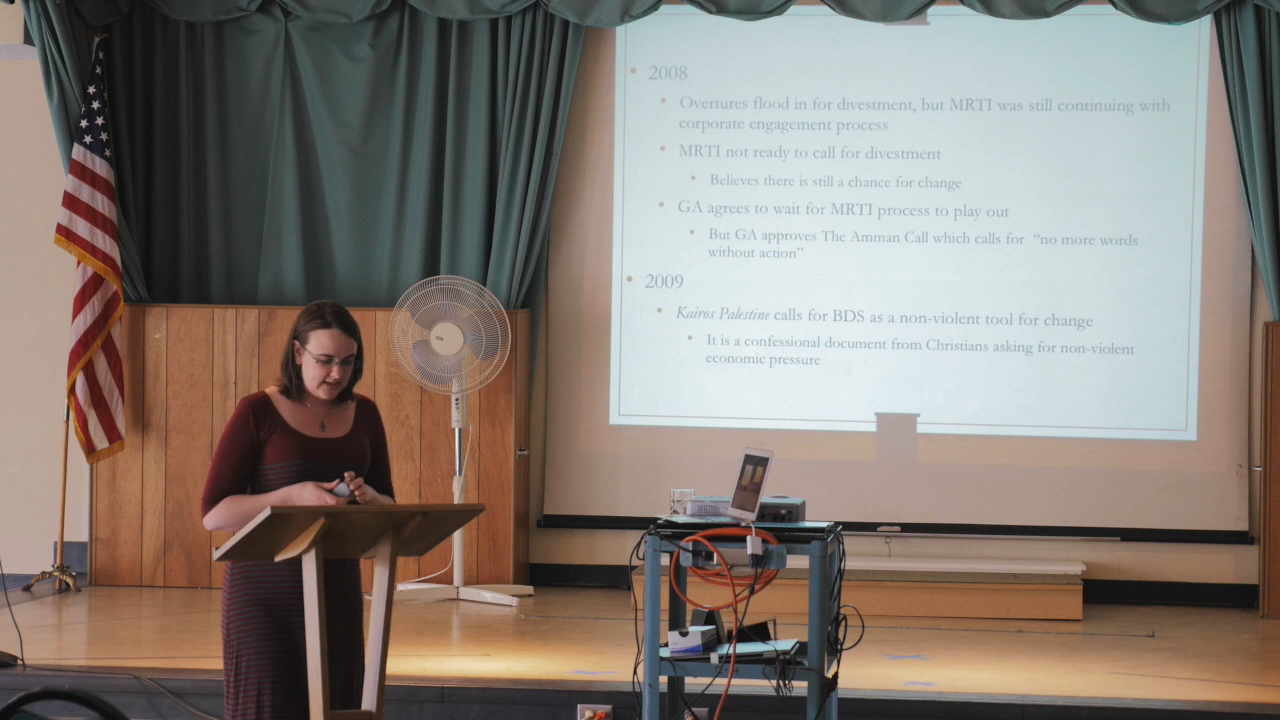 2008
Overtures flood in for divestment, but MRTI was still continuing with
corporate engagement process
MRTI not ready to call for divestment
Believes there is still a chance for change
GA agrees to wait for MRTI process to play out
But GA approves The Amman Call which calls for “no more words
without action”
2009
Kairos Palestine calls for BDS as a non-violent tool for change
It is a confessional document from Christians asking for non-violent
economic pressure